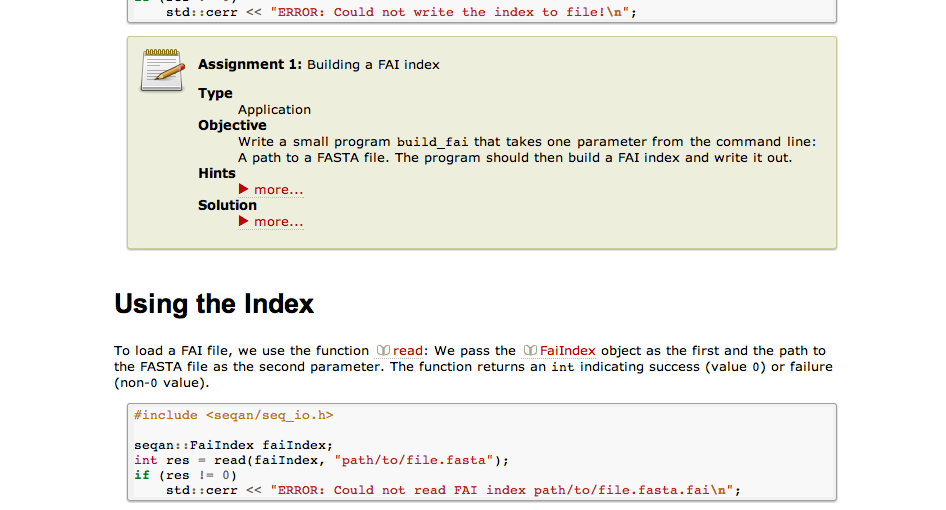 std::cerr << "ERROR: Could not write the index to file!\n";
Assignment 1: Building a FAI index
Type
Application
Objective
Write a small program build_fai that takes one parameter from the command line:
A path to a FASTA file. The program should then build a FAI index and write it out.
Hints
▶ more...
Solution
▶ more...
Using the Index
To load a FAI file, we use the function read: We pass the FaiIndex object as the first and the path to
the FASTA file as the second parameter. The function returns an int indicating success (value 0) or failure
(non-0 value).
#include <seqan/seq_io.h>
seqan::FaiIndex faiIndex;
int res = read(faiIndex, "path/to/file.fasta");
if (res != 0)
std::cerr << "ERROR: Could not read FAI index path/to/file.fasta.fai\n";